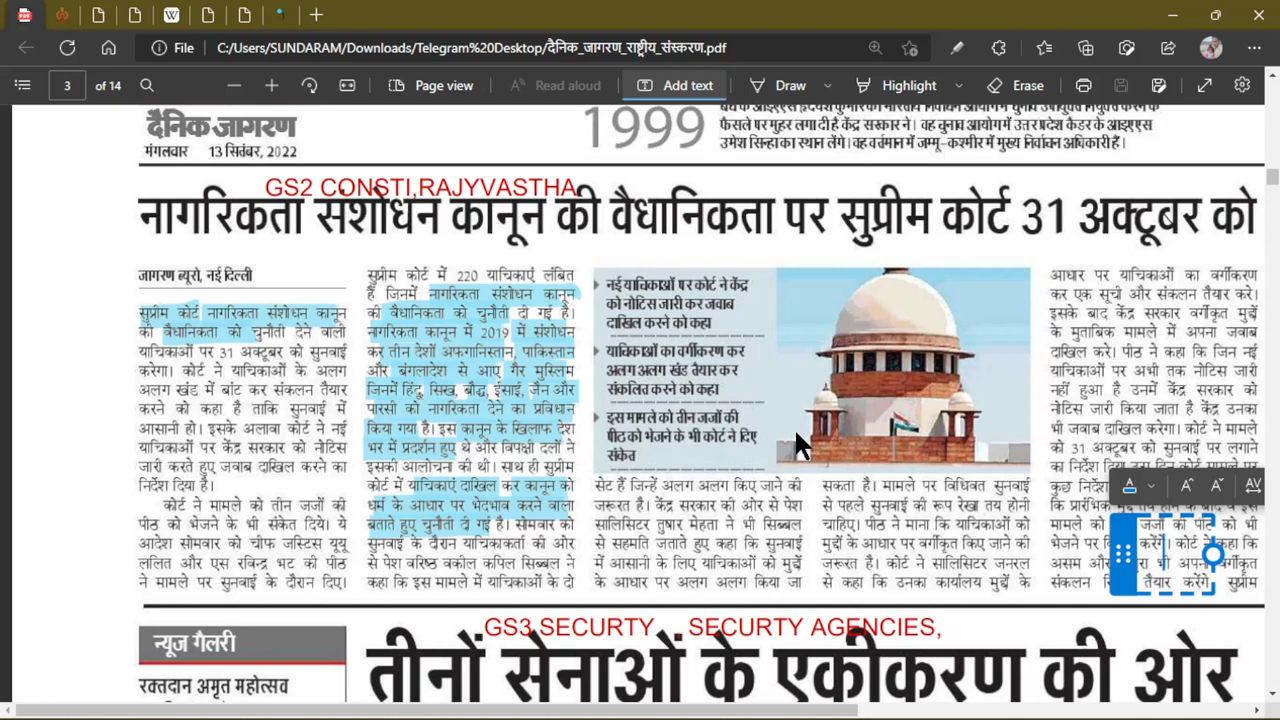 File C:/Users/SUNDARAM/Downloads/Telegram%20Desktop/दैनिक_जागरण_राष्ट्रीय_संस्करण.pdf
3 of 14
Page view
Read aloud
Add text
Draw
Highlight
Erase
दैनिक जागरण
मंगलवार 13 सितंबर, 2022
1999
फैसले पर मुहर लगा दी है केंद्र सरकार ने। वह चुनाव आयोग में उत्तर प्रदेश कैडर के आइएएस
उमेश सिन्हा का स्थान लेंगे। वह वर्तमान में जम्मू-कश्मीर में मुख्य निर्वाचन अधिकारी हैं।
GS2 CONSTI,RAJYVASTHA,
नागरिकता संशोधन कानून की वैधानिकता पर सुप्रीम कोर्ट 31 अक्टूबर को
जागरण ब्यूरो, नई दिल्ली
सुप्रीम कोर्ट नागरिकता संशोधन कानून
की वैधानिकता को चुनौती देने वाली
याचिकाओं पर 31 अक्टूबर को सुनवाई
करेगा। कोर्ट ने याचिकाओं के अलग
अलग खंड में बांट कर संकलन तैयार
करने को कहा है ताकि सुनवाई में
आसानी हो। इसके अलावा कोर्ट ने नई
याचिकाओं पर केंद्र सरकार को नोटिस
जारी करते हुए जवाब दाखिल करने का
निर्देश दिया है।
कोर्ट ने मामले को तीन जजों की
पीठ को भेजने के भी संकेत दिये। ये
आदेश सोमवार को चीफ जस्टिस यूयू
ललित और एस रविन्द्र भट की पीठ
ने मामले पर सुनवाई के दौरान दिए।
सुप्रीम कोर्ट में 220 याचिकाएं लंबित
हैं जिनमें नागरिकता संशोधन कानून
की वैधानिकता को चुनौती दी गई है।
नागरिकता कानून में 2019 में संशोधन
कर तीन देशों अफगानिस्तान, पाकिस्तान
और बंगलादेश से आए गैर मुस्लिम
जिनमें हिंदू, सिख, बौद्ध, ईसाई, जैन और
पारसी को नागरिकता देने का प्रविधान
किया गया है। इस कानून के खिलाफ देश
भर में प्रदर्शन हुए थे और विपक्षी दलों ने
इसकी आलोचना की थी। साथ ही सुप्रीम
कोर्ट में याचिकाएं दाखिल कर कानून को
धर्म के आधार पर भेदभाव करने वाला
बताते हुए चुनौती दी गई है। सोमवार को
सुनवाई के दौरान याचिकाकर्ता की ओर
से पेश वरिष्ठ वकील कपिल सिब्बल ने
कहा कि इस मामले में याचिकाओं के दो
नई याचिकाओं पर कोर्ट ने केंद्र
को नोटिस जारी कर जवाब
दाखिल करने को कहा
याचिकाओं का वर्गीकरण कर
अलग अलग खंड तैयार कर
संकलित करने को कहा
इस मामले को तीन जजों की
पीठ को भेजने के भी कोर्ट ने दिए
संकेत
सेट हैं जिन्हें अलग अलग किए जाने की
जरूरत है। केंद्र सरकार की ओर से पेश
सालिसिटर तुषार मेहता ने भी सिब्बल
से सहमति जताते हुए कहा कि सुनवाई
में आसानी के लिए याचिकाओं को मुद्दों
के आधार पर अलग अलग किया जा
सकता है। मामले पर विधिवत सुनवाई
से पहले सुनवाई की रूप रेखा तय होनी
चाहिए। पीठ ने माना कि याचिकाओं को
मुद्दों के आधार पर वर्गीकृत किए जाने की
जरूरत है। कोर्ट ने सालिसिटर जनरल
से कहा कि उनका कार्यालय मुद्दों के
आधार पर याचिकाओं का वर्गीकरण
कर एक सूची और संकलन तैयार करे।
इसके बाद केंद्र सरकार वर्गीकृत मुद्दों
के मुताबिक मामले में अपना जवाब
दाखिल करे। पीठ ने कहा कि जिन नई
याचिकाओं पर अभी तक नोटिस जारी
नहीं हुआ है उनमें केंद्र सरकार को
नोटिस जारी किया जाता है केंद्र उनका
भी जवाब दाखिल करेगा। कोर्ट ने मामले
को 31 अक्टूबर को सुनवाई पर लगाने
का निर्देश
कुछ निर्देश
मामले को जजों की पीठ को भी
भेजने पर करेंगे। कोर्ट ने कहा कि
असम और भी अपना वर्गीकृत
संकलन तैयार करेंगे। सुप्रीम
GS3 SECURTY , SECURTY AGENCIES,
न्यूज गैलरी
रक्तदान अमृत महोत्सव
तीनों सेनाओं के एकीकरण की ओर